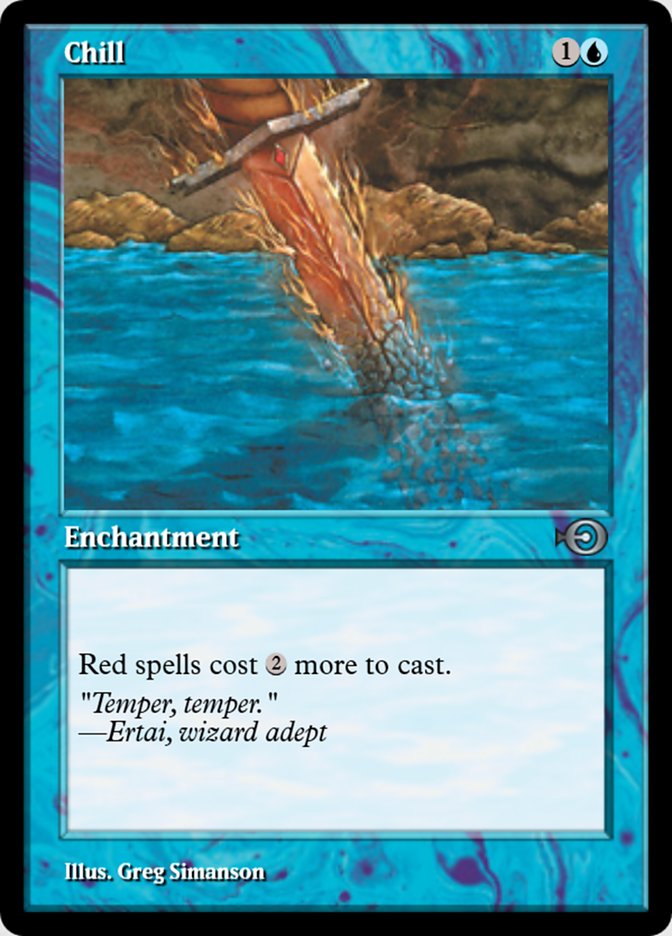 Chill 1
Enchantment
Red spells cost 2 more to cast.
"Temper, temper."
—Ertai, wizard adept
Illus. Greg Simanson